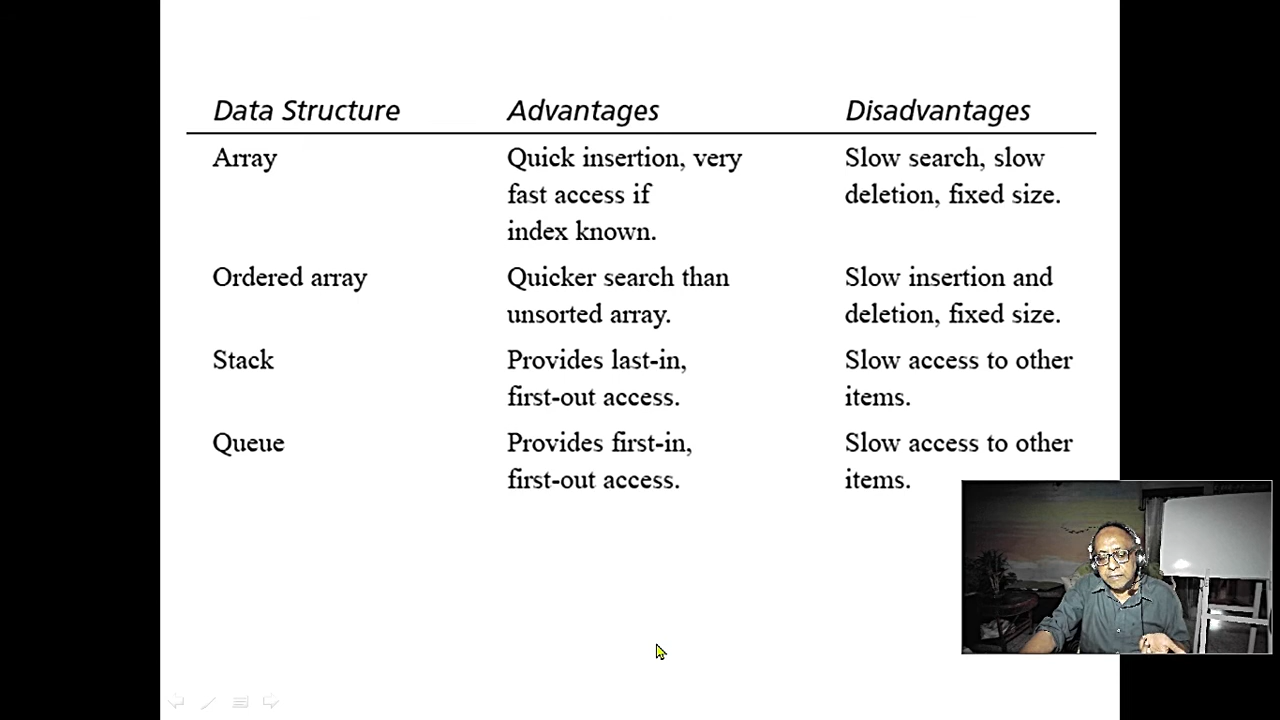 Data Structure Advantages Disadvantages
Array Quick insertion, very Slow search, slow
fast access if deletion, fixed size.
index known.
Ordered array Quicker search than Slow insertion and
unsorted array. deletion, fixed size.
Stack Provides last-in, Slow access to other
first-out access. items.
Queue Provides first-in, Slow access to other
first-out access. items.